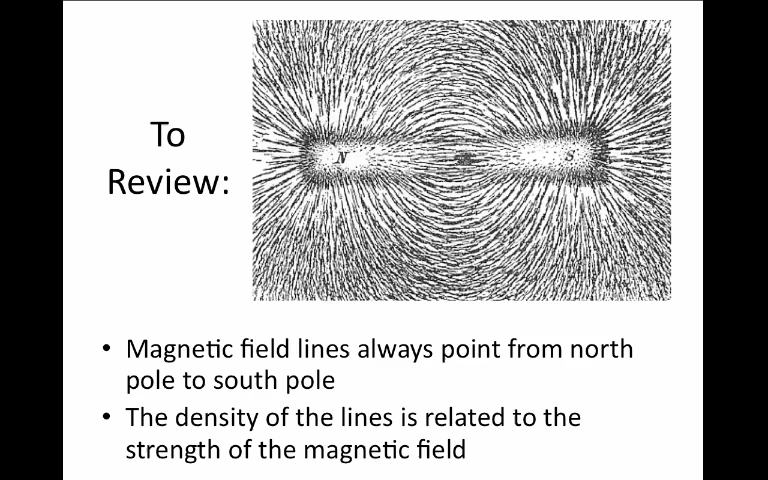 To
Review:
N
S
• Magnetic field lines always point from north
pole to south pole
• The density of the lines is related to the
strength of the magnetic field